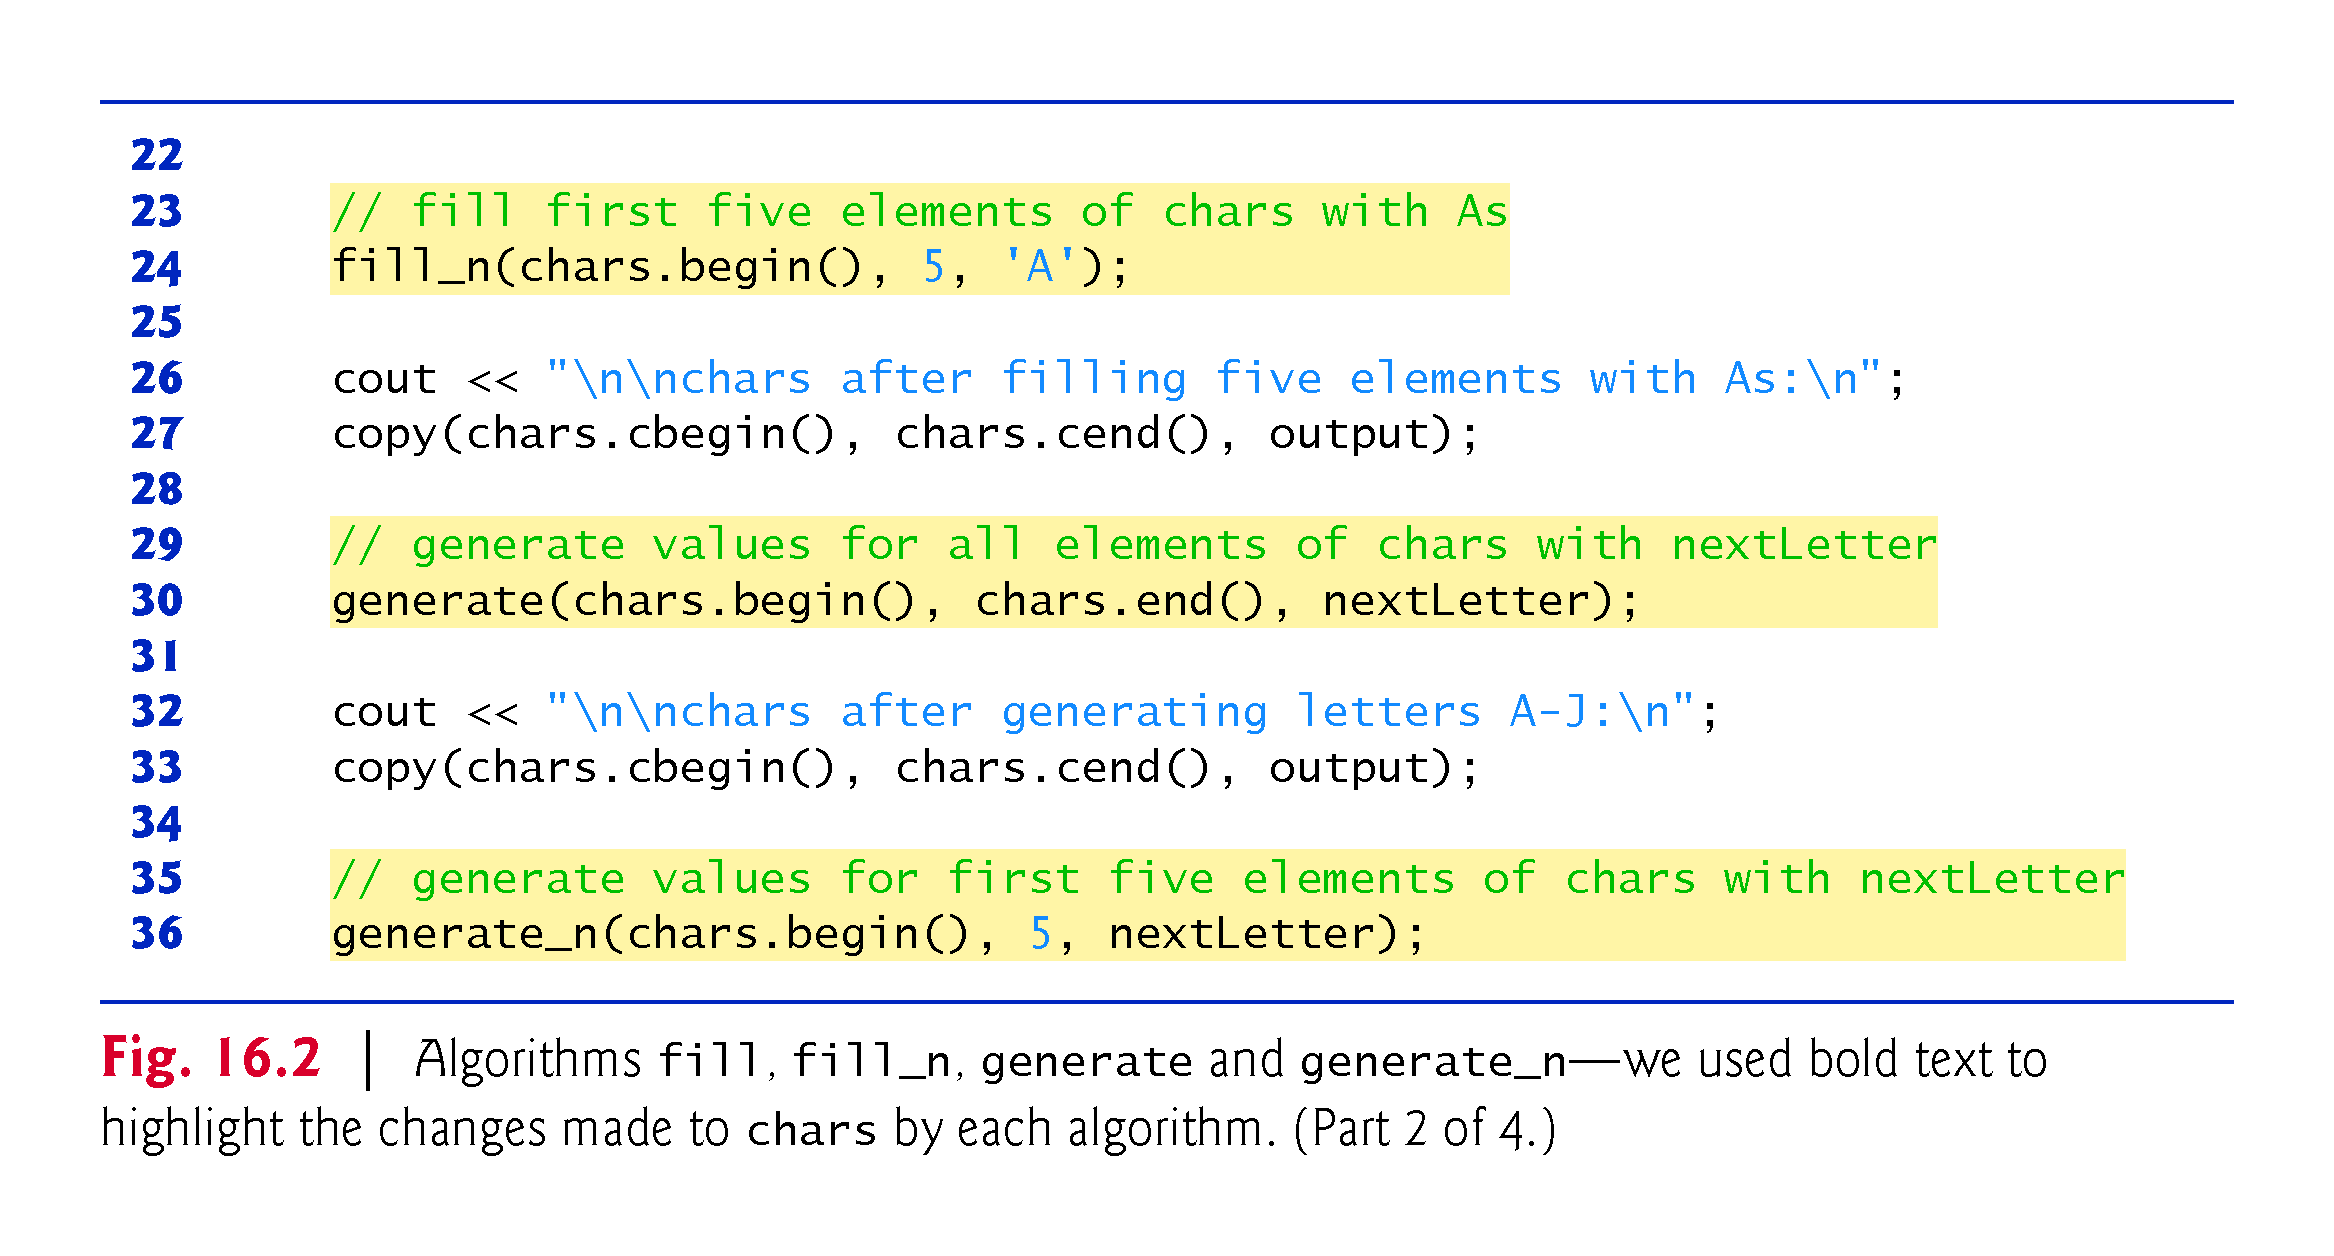 22
23 // fill first five elements of chars with As
24 fill_n(chars.begin(), 5, 'A');
25
26 cout << "\n\nchars after filling five elements with As:\n";
27 copy(chars.cbegin(), chars.cend(), output);
28
29 // generate values for all elements of chars with nextLetter
30 generate(chars.begin(), chars.end(), nextLetter);
31
32 cout << "\n\nchars after generating letters A-J:\n";
33 copy(chars.cbegin(), chars.cend(), output);
34
35 // generate values for first five elements of chars with nextLetter
36 generate_n(chars.begin(), 5, nextLetter);
Fig. 16.2 | Algorithms fill, fill_n, generate and generate_n—we used bold text to
highlight the changes made to chars by each algorithm. (Part 2 of 4.)